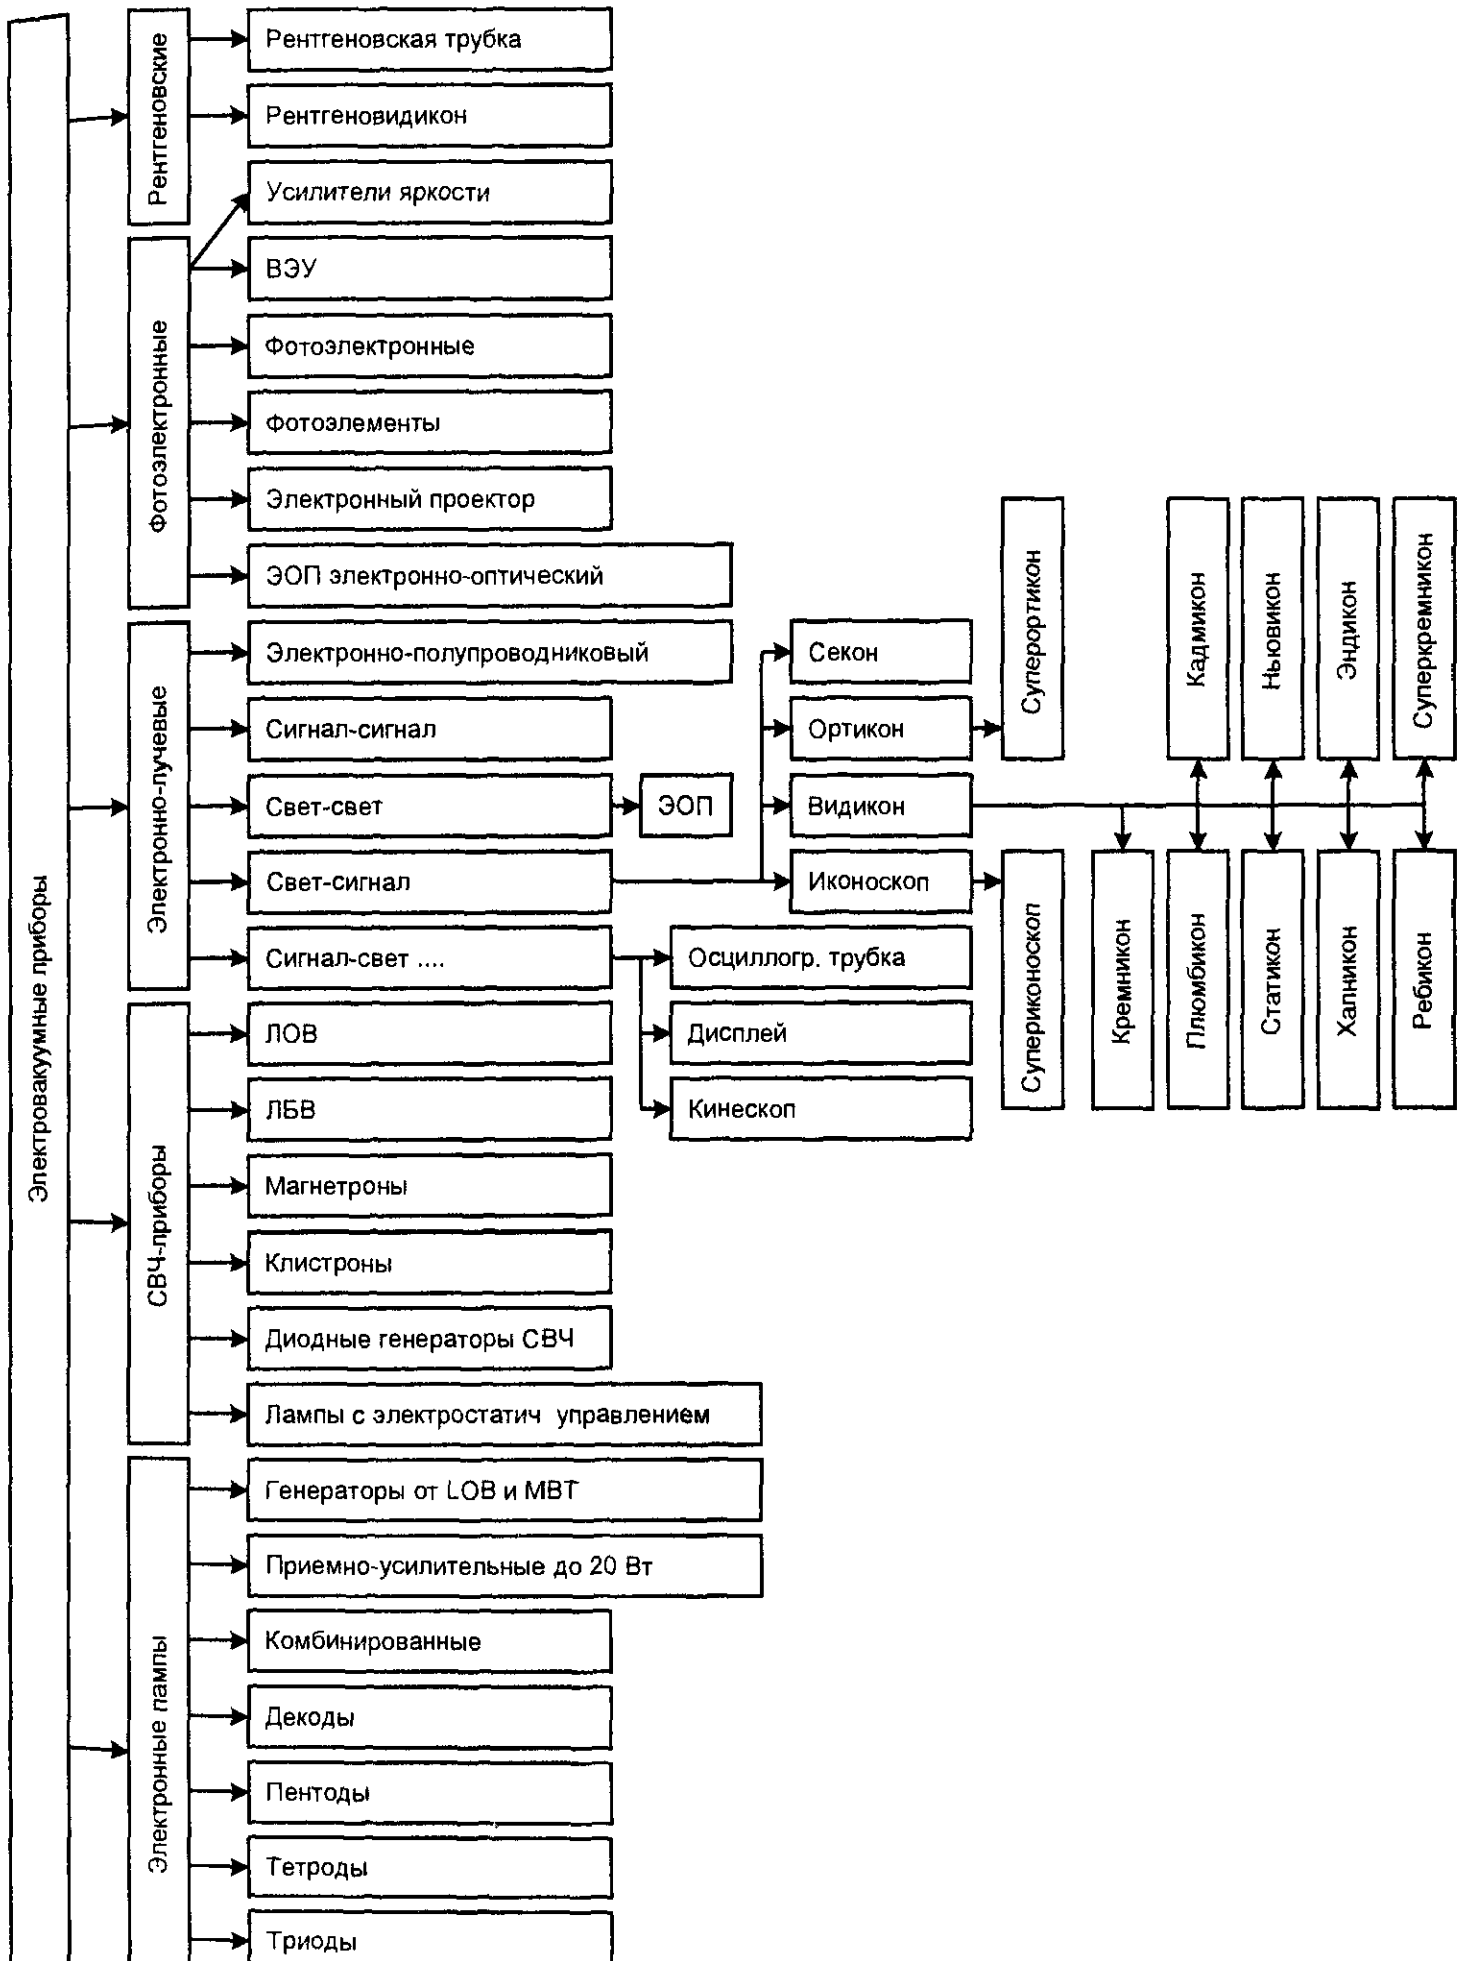 Электровакуумные приборы
Рентгеновские
Рентгеновская трубка
Рентгеновидикон
Фотоэлектронные
Усилители яркости
ВЭУ
Фотоэлектронные
Фотоэлементы
Электронный проектор
ЭОП электронно-оптический
Электронно-лучевые
Электронно-полупроводниковый
Сигнал-сигнал
Свет-свет
ЭОП
Свет-сигнал
Секон
Ортикон
Суперортикон
Видикон
Кадмикон
Ньювикон
Эндикон
Суперкремникон
Кремникон
Плюмбикон
Статикон
Халникон
Ребикон
Иконоскоп
Супериконоскоп
Сигнал-свет ....
Осциллогр. трубка
Дисплей
Кинескоп
СВЧ-приборы
ЛОВ
ЛБВ
Магнетроны
Клистроны
Диодные генераторы СВЧ
Лампы с электростатич управлением
Электронные лампы
Генераторы от LOB и МВТ
Приемно-усилительные до 20 Вт
Комбинированные
Декоды
Пентоды
Тетроды
Триоды